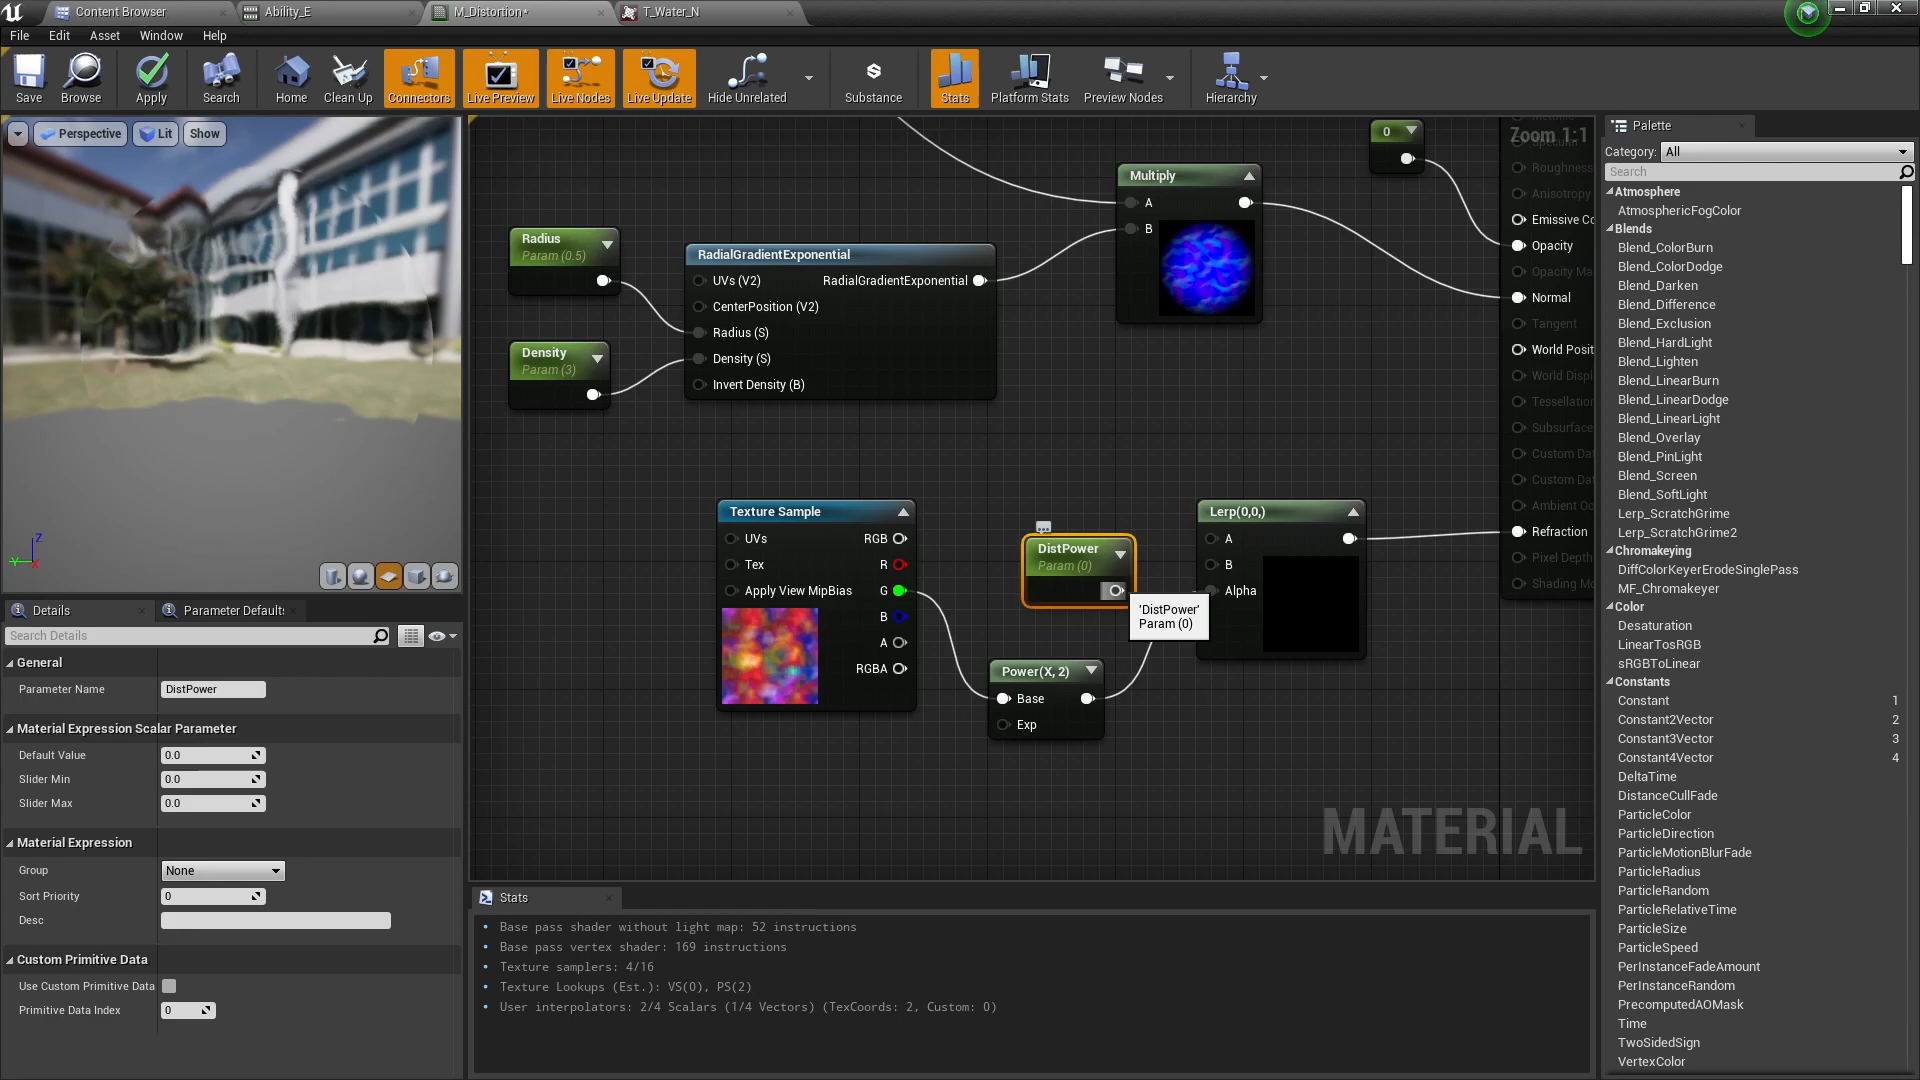 Content Browser
Ability_E
M_Distortion*
T_Water_N
File Edit Asset Window Help
Save Browse Apply Search Home Clean Up Connectors Live Preview Live Nodes Live Update Hide Unrelated Substance Stats Platform Stats Preview Nodes Hierarchy
Perspective Lit Show
Zoom 1:1
0
Multiply
A
B
Roughness
Anisotropy
Emissive Co
Opacity
Opacity Ma
Normal
Tangent
World Posit
World Displ
Tessellation
Subsurface
Custom Dat
Custom Dat
Ambient Oc
Refraction
Pixel Depth
Shading Mo
Radius
Param (0.5)
Density
Param (3)
RadialGradientExponential
UVs (V2) RadialGradientExponential
CenterPosition (V2)
Radius (S)
Density (S)
Invert Density (B)
Texture Sample
UVs RGB
Tex R
Apply View MipBias G
B
A
RGBA
DistPower
Param (0)
'DistPower'
Param (0)
Power(X, 2)
Base
Exp
Lerp(0,0,)
A
B
Alpha
MATERIAL
Z
Y
X
Details
Parameter Defaults
Search Details
General
Parameter Name DistPower
Material Expression Scalar Parameter
Default Value 0.0
Slider Min 0.0
Slider Max 0.0
Material Expression
Group None
Sort Priority 0
Desc
Custom Primitive Data
Use Custom Primitive Data
Primitive Data Index 0
Stats
Base pass shader without light map: 52 instructions
Base pass vertex shader: 169 instructions
Texture samplers: 4/16
Texture Lookups (Est.): VS(0), PS(2)
User interpolators: 2/4 Scalars (1/4 Vectors) (TexCoords: 2, Custom: 0)
Palette
Category: All
Search
Atmosphere
AtmosphericFogColor
Blends
Blend_ColorBurn
Blend_ColorDodge
Blend_Darken
Blend_Difference
Blend_Exclusion
Blend_HardLight
Blend_Lighten
Blend_LinearBurn
Blend_LinearDodge
Blend_LinearLight
Blend_Overlay
Blend_PinLight
Blend_Screen
Blend_SoftLight
Lerp_ScratchGrime
Lerp_ScratchGrime2
Chromakeying
DiffColorKeyerErodeSinglePass
MF_Chromakeyer
Color
Desaturation
LinearTosRGB
sRGBToLinear
Constants
Constant 1
Constant2Vector 2
Constant3Vector 3
Constant4Vector 4
DeltaTime
DistanceCullFade
ParticleColor
ParticleDirection
ParticleMotionBlurFade
ParticleRadius
ParticleRandom
ParticleRelativeTime
ParticleSize
ParticleSpeed
PerInstanceFadeAmount
PerInstanceRandom
PrecomputedAOMask
Time
TwoSidedSign
VertexColor